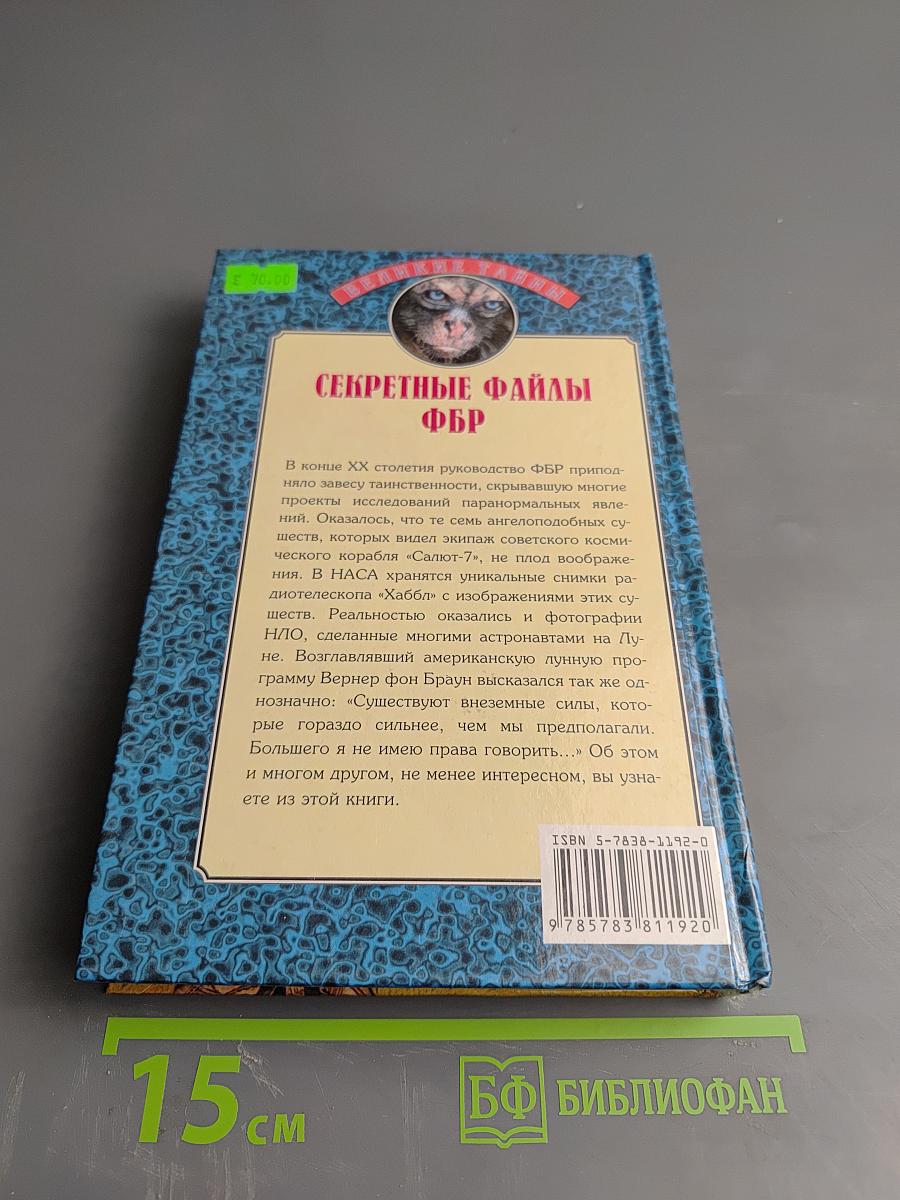 £ 70.00
ВЕЛИКИЕ ТАЙНЫ
СЕКРЕТНЫЕ ФАЙЛЫ
ФБР
В конце XX столетия руководство ФБР припод-
няло завесу таинственности, скрывавшую многие
проекты исследований паранормальных явле-
ний. Оказалось, что те семь ангелоподобных су-
ществ, которых видел экипаж советского косми-
ческого корабля «Салют-7», не плод воображе-
ния. В НАСА хранятся уникальные снимки ра-
диотелескопа «Хаббл» с изображениями этих су-
ществ. Реальностью оказались и фотографии
НЛО, сделанные многими астронавтами на Лу-
не. Возглавлявший американскую лунную про-
грамму Вернер фон Браун высказался так же од-
нозначно: «Существуют внеземные силы, кото-
рые гораздо сильнее, чем мы предполагали.
Большего я не имею права говорить...» Об этом
и многом другом, не менее интересном, вы узна-
ете из этой книги.
ISBN 5-7838-1192-0
9 785783 811920
15 см
БФ БИБЛИОФАН